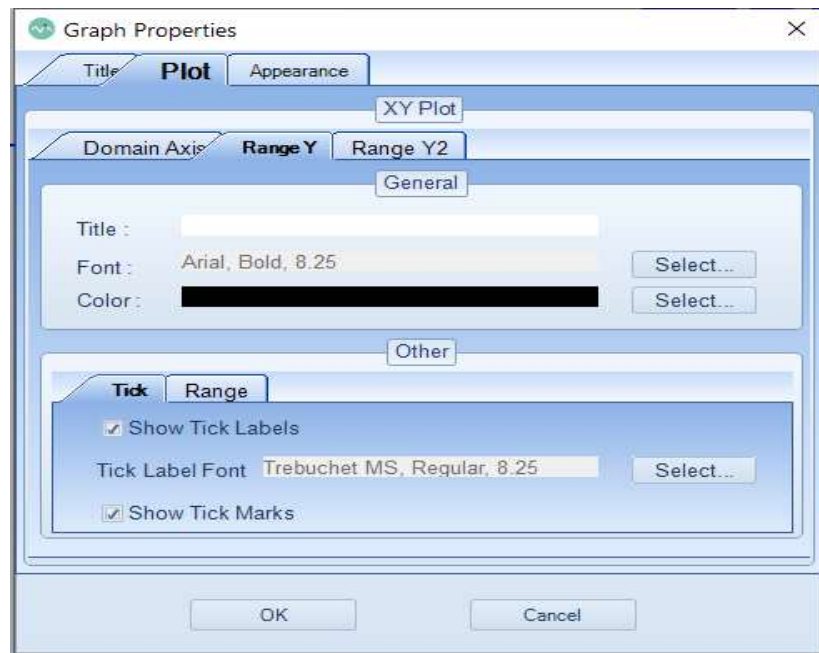 Graph Properties
Title Plot Appearance
XY Plot
Domain Axis Range Y Range Y2
General
Title :
Font : Arial, Bold, 8.25 Select...
Color : Select...
Other
Tick Range
Show Tick Labels
Tick Label Font Trebuchet MS, Regular, 8.25 Select...
Show Tick Marks
OK Cancel